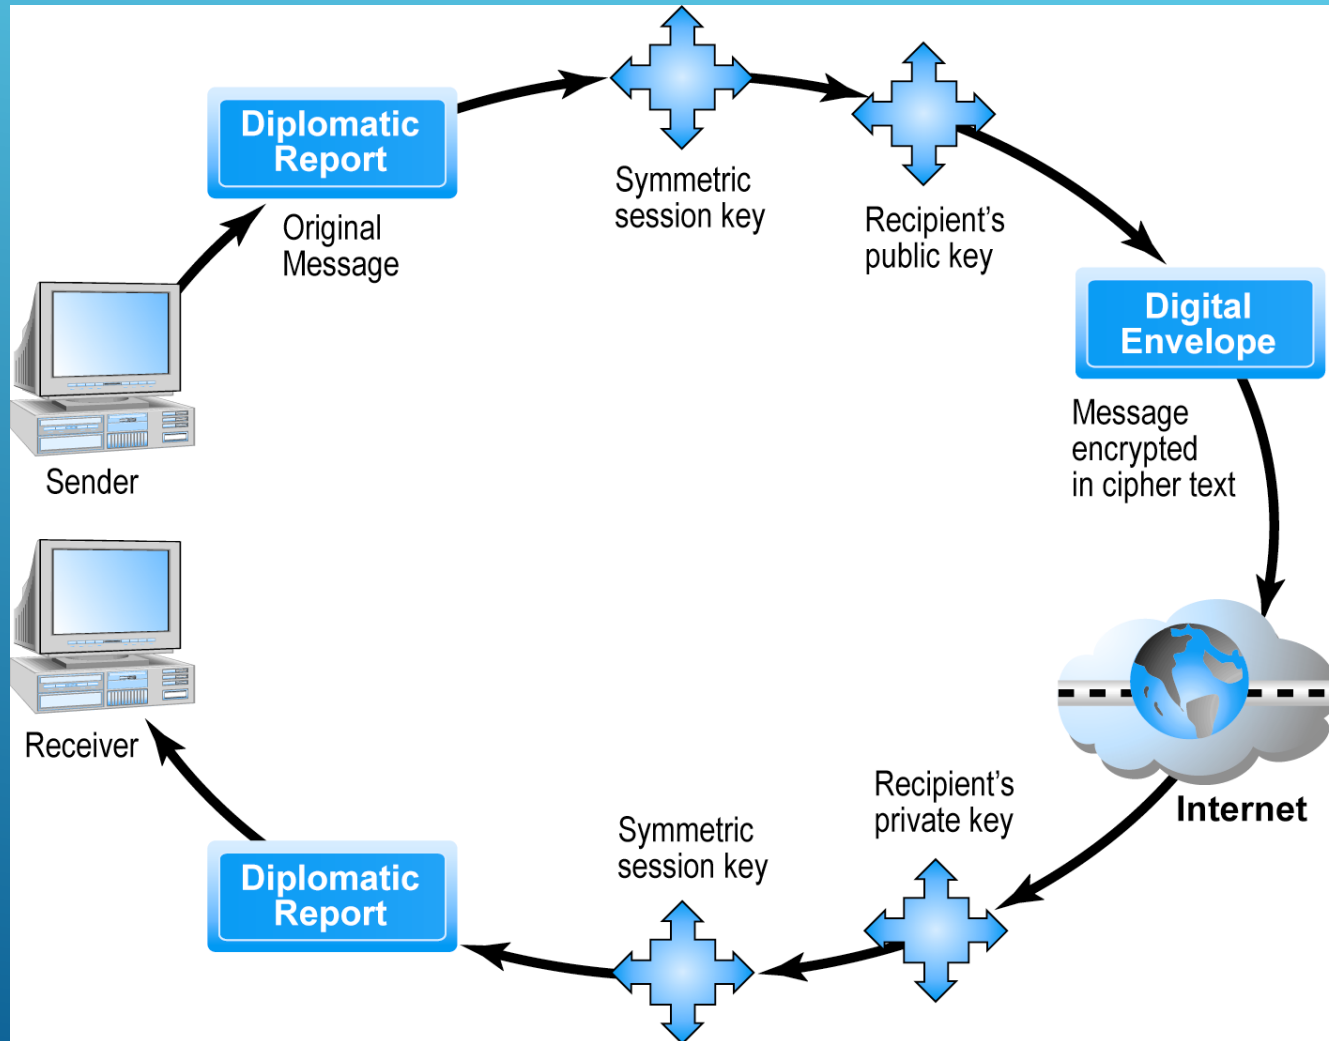 Diplomatic
Report
Original
Message
Symmetric
session key
Recipient's
public key
Digital
Envelope
Message
encrypted
in cipher text
Sender
Receiver
Internet
Recipient's
private key
Symmetric
session key
Diplomatic
Report